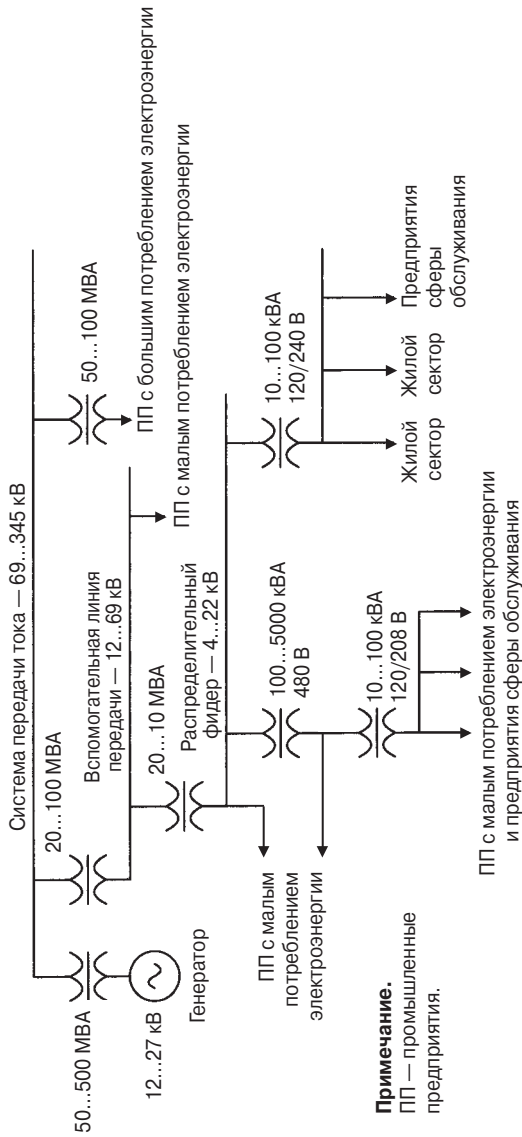 Система передачи тока — 69...345 кВ
50...500 МВА
20...100 МВА
50...100 МВА
12...27 кВ
Генератор
Вспомогательная линия
передачи — 12...69 кВ
ПП с большим потреблением электроэнергии
ПП с малым потреблением электроэнергии
20...10 МВА
Распределительный
фидер — 4...22 кВ
100...5000 кВА
480 В
10...100 кВА
120/240 В
ПП с малым
потреблением
электроэнергии
10...100 кВА
120/208 В
Жилой
сектор
Жилой
сектор
Предприятия
сферы
обслуживания
ПП с малым потреблением электроэнергии
и предприятия сферы обслуживания
Примечание.
ПП — промышленные
предприятия.